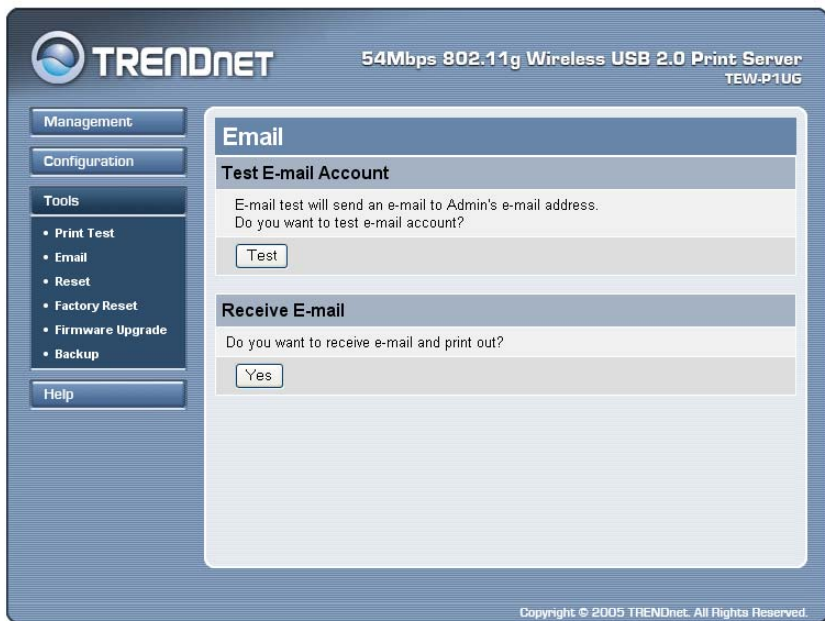 TRENDNET
54Mbps 802.11g Wireless USB 2.0 Print Server
TEW-P1UG
Management
Configuration
Tools
• Print Test
• Email
• Reset
• Factory Reset
• Firmware Upgrade
• Backup
Help
Email
Test E-mail Account
E-mail test will send an e-mail to Admin's e-mail address.
Do you want to test e-mail account?
Test
Receive E-mail
Do you want to receive e-mail and print out?
Yes
Copyright © 2005 TRENDnet. All Rights Reserved.